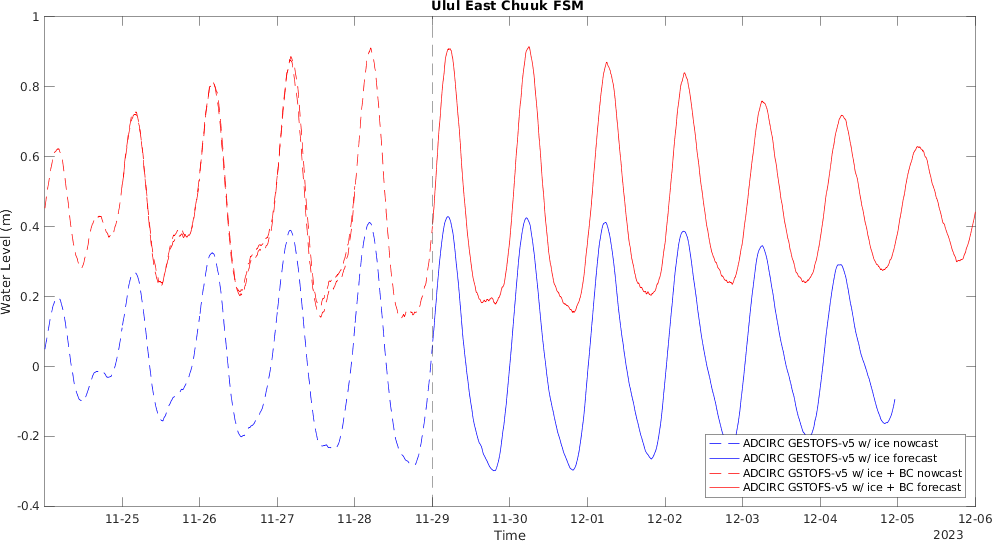 Ulul East Chuuk FSM
1
0.8
0.6
0.4
0.2
0
-0.2
-0.4
Water Level (m)
ADCIRC GESTOFS-v5 w/ ice nowcast
ADCIRC GESTOFS-v5 w/ ice forecast
ADCIRC GSTOFS-v5 w/ ice + BC nowcast
ADCIRC GSTOFS-v5 w/ ice + BC forecast
11-25 11-26 11-27 11-28 11-29 11-30 12-01 12-02 12-03 12-04 12-05 12-06
Time
2023